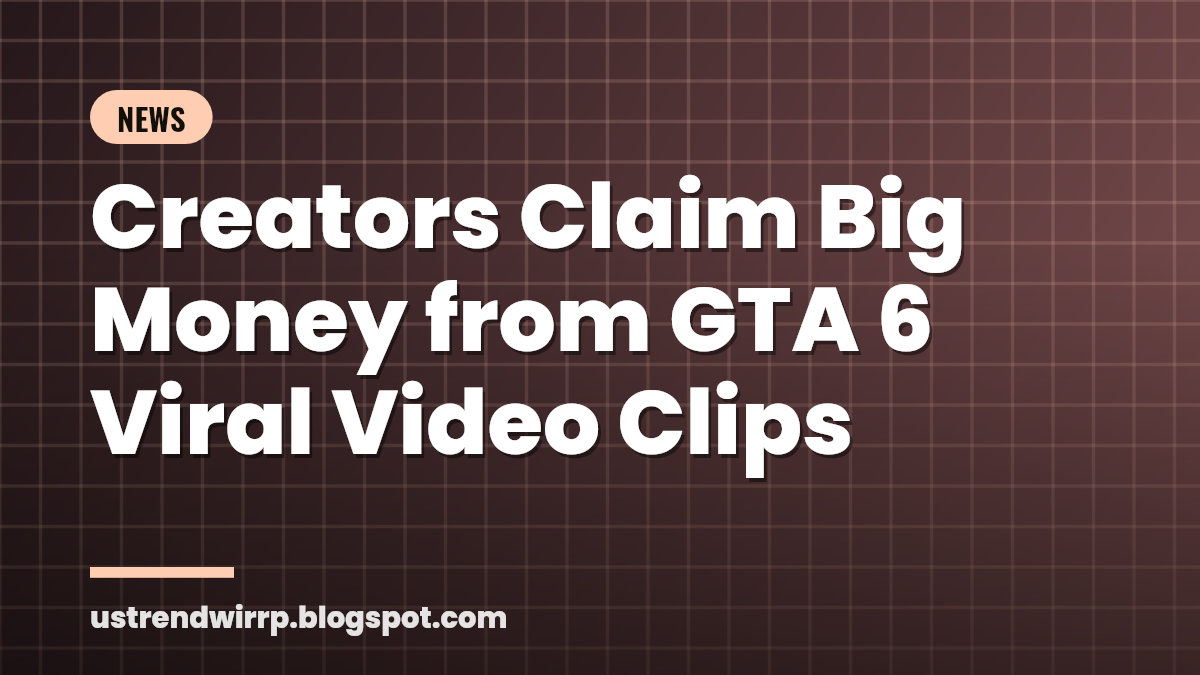 NEWS
Creators Claim Big
Money from GTA 6
Viral Video Clips
ustrendwirrp.blogspot.com